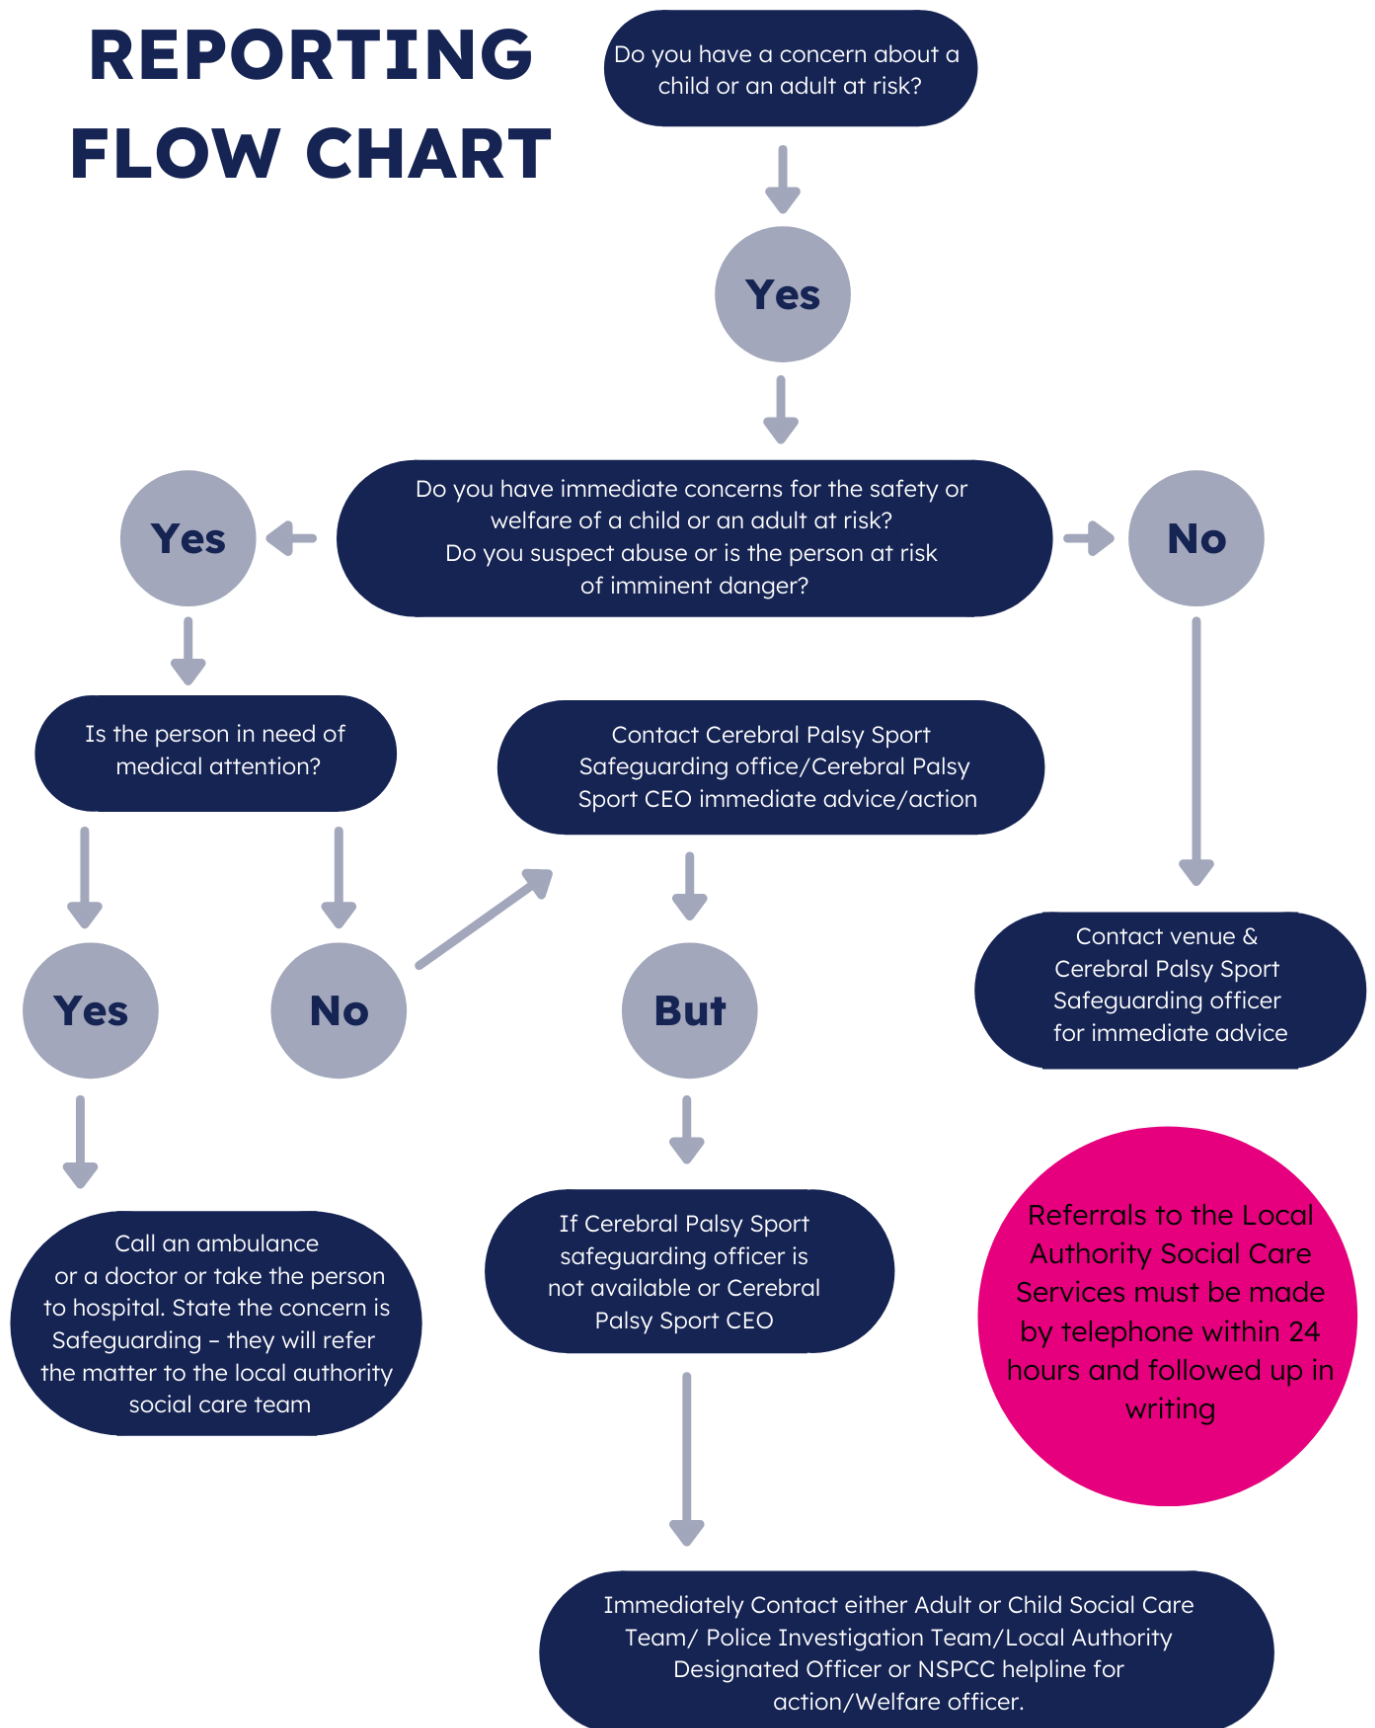 REPORTING
FLOW CHART
Do you have a concern about a
child or an adult at risk?
Yes
Do you have immediate concerns for the safety or
welfare of a child or an adult at risk?
Do you suspect abuse or is the person at risk
of imminent danger?
Yes
No
Is the person in need of
medical attention?
Contact Cerebral Palsy Sport
Safeguarding office/Cerebral Palsy
Sport CEO immediate advice/action
Contact venue &
Cerebral Palsy Sport
Safeguarding officer
for immediate advice
Yes
No
But
Call an ambulance
or a doctor or take the person
to hospital. State the concern is
Safeguarding – they will refer
the matter to the local authority
social care team
If Cerebral Palsy Sport
safeguarding officer is
not available or Cerebral
Palsy Sport CEO
Referrals to the Local
Authority Social Care
Services must be made
by telephone within 24
hours and followed up in
writing
Immediately Contact either Adult or Child Social Care
Team/ Police Investigation Team/Local Authority
Designated Officer or NSPCC helpline for
action/Welfare officer.